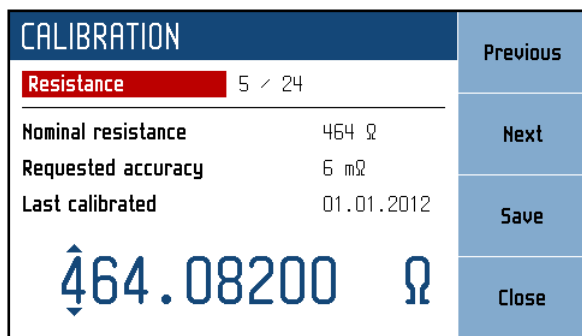 CALIBRATION
Resistance 5 / 24
Nominal resistance 464 Ω
Requested accuracy 6 mΩ
Last calibrated 01.01.2012
464.08200 Ω
Previous
Next
Save
Close